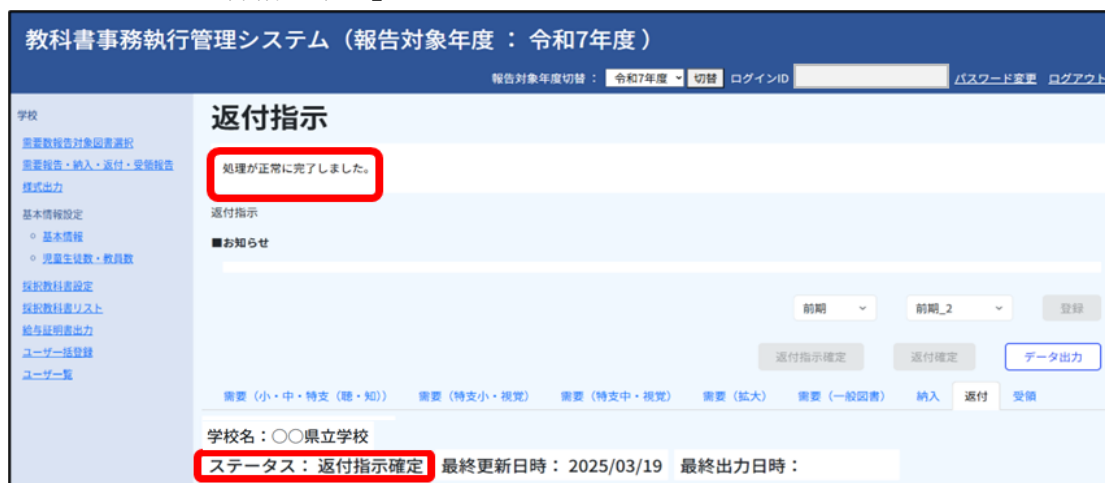 教科書事務執行管理システム（報告対象年度 ： 令和7年度 ）
報告対象年度切替： 令和7年度 切替 ログインID パスワード変更 ログアウト
学校
需要数報告対象図書選択
需要報告・納入・返付・受領報告
様式出力
基本情報設定
基本情報
児童生徒数・教員数
採択教科書設定
採択教科書リスト
給与証明書出力
ユーザー括登録
ユーザー覧
返付指示
処理が正常に完了しました。
返付指示
■お知らせ
前期 前期_2 登録
返付指示確定 返付確定 データ出力
需要（小・中・特支（聴・知）） 需要（特支小・視覚） 需要（特支中・視覚） 需要（拡大） 需要（一般図書） 納入 返付 受領
学校名：○○県立学校
ステータス： 返付指示確定 最終更新日時： 2025/03/19 最終出力日時：